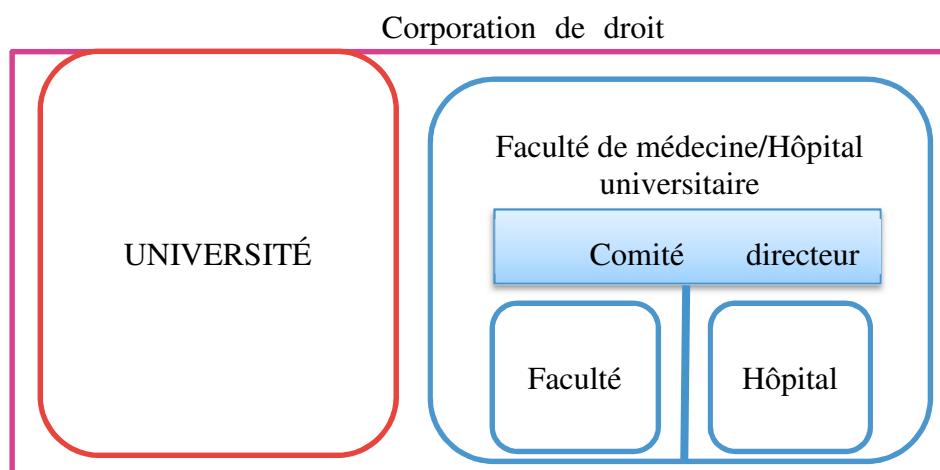 Corporation de droit
UNIVERSITÉ
Faculté de médecine/Hôpital
universitaire
Comité directeur
Faculté
Hôpital